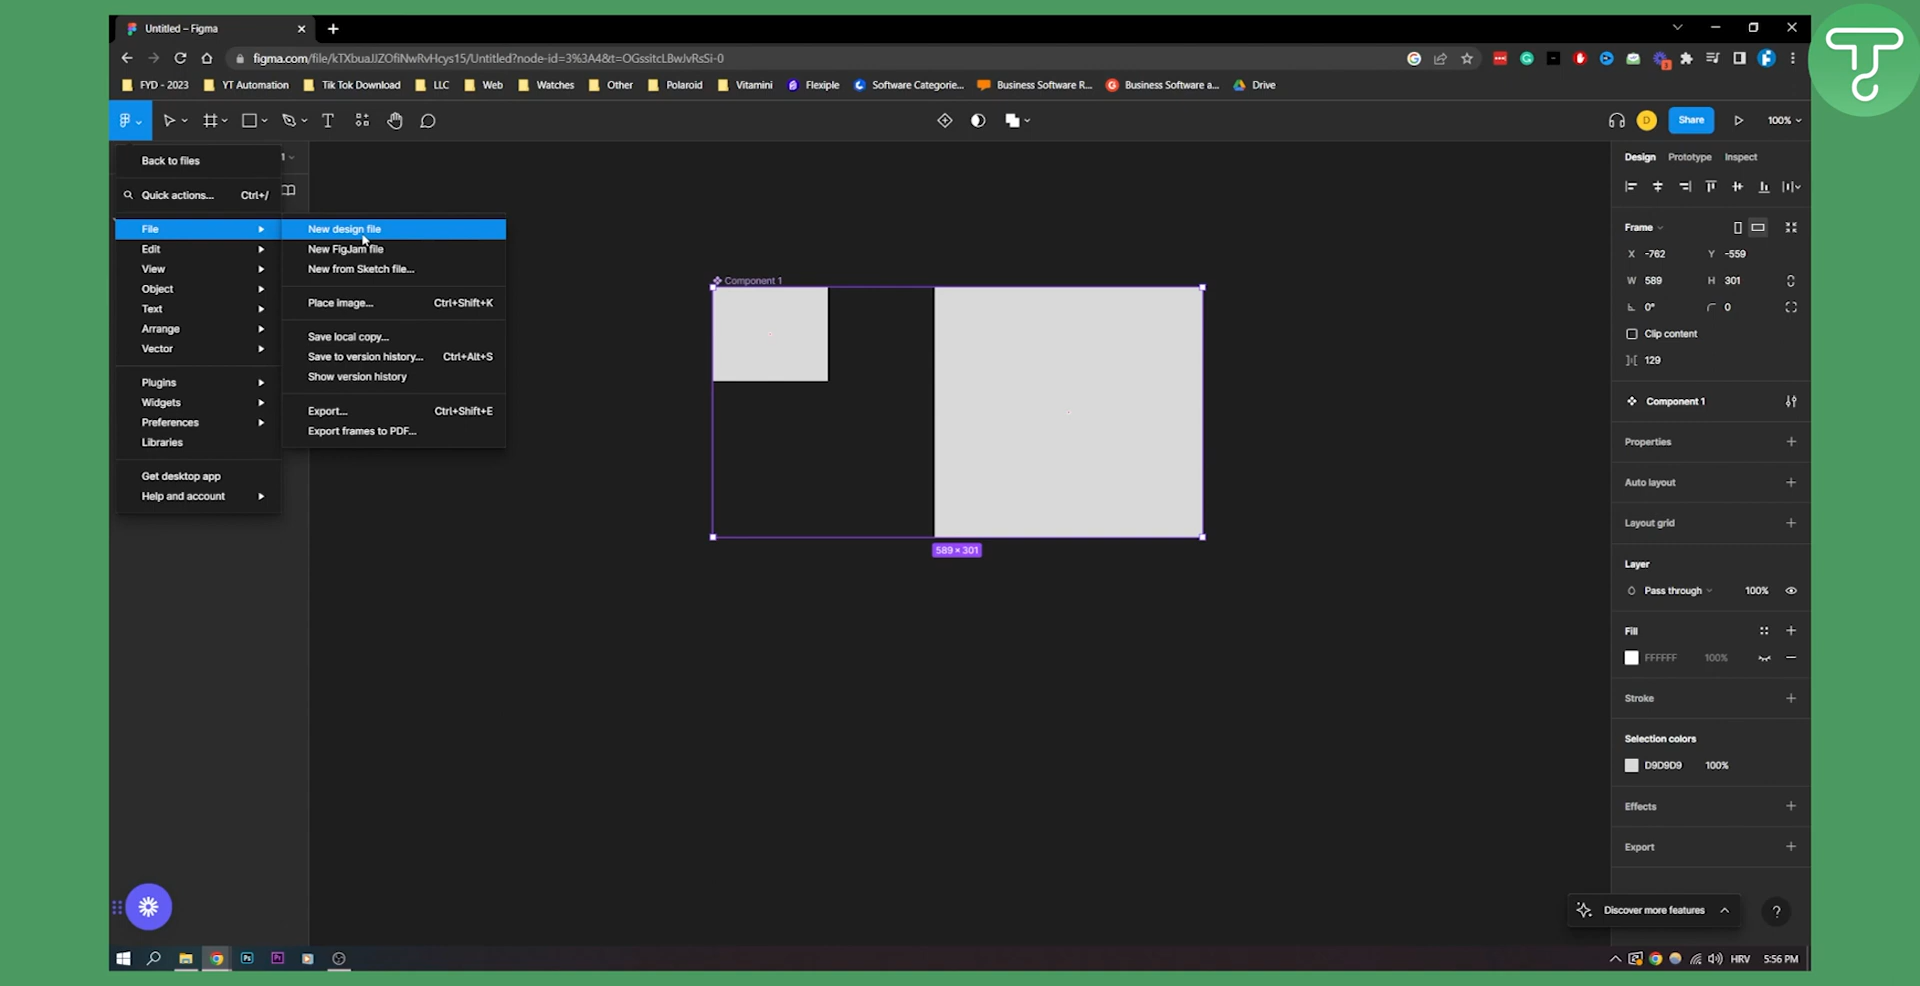 Untitled – Figma
figma.com/file/kTXbuaJJZOfiNwRvHcys15/Untitled?node-id=3%3A4&t=OGssitcLBwJvRsSi-0
FYD - 2023 YT Automation Tik Tok Download LLC Web Watches Other Polaroid Vitamini Flexiple Software Categorie... Business Software R... Business Software a... Drive
D Share 100%
Back to files
1
Quick actions... Ctrl+/
File
Edit
View
Object
Text
Arrange
Vector
Plugins
Widgets
Preferences
Libraries
Get desktop app
Help and account
New design file
New FigJam file
New from Sketch file...
Place image... Ctrl+Shift+K
Save local copy...
Save to version history... Ctrl+Alt+S
Show version history
Export... Ctrl+Shift+E
Export frames to PDF...
Component 1
589 × 301
Design Prototype Inspect
Frame
X -762 Y -559
W 589 H 301
0° 0
Clip content
129
Component 1
Properties
Auto layout
Layout grid
Layer
Pass through 100%
Fill
FFFFFF 100%
Stroke
Selection colors
D9D9D9 100%
Effects
Export
Discover more features
?
Ps Pr
HRV 5:56 PM